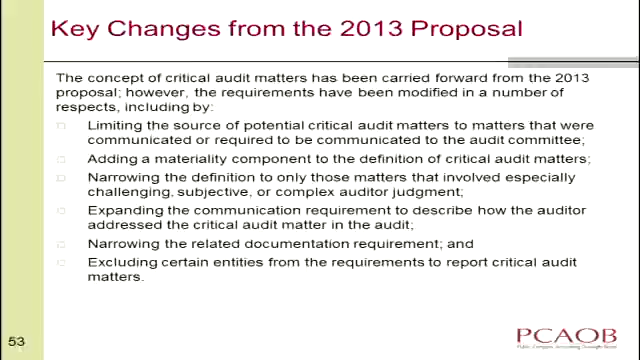 Key Changes from the 2013 Proposal
The concept of critical audit matters has been carried forward from the 2013
proposal; however, the requirements have been modified in a number of
respects, including by:
Limiting the source of potential critical audit matters to matters that were
communicated or required to be communicated to the audit committee;
Adding a materiality component to the definition of critical audit matters;
Narrowing the definition to only those matters that involved especially
challenging, subjective, or complex auditor judgment;
Expanding the communication requirement to describe how the auditor
addressed the critical audit matter in the audit;
Narrowing the related documentation requirement; and
Excluding certain entities from the requirements to report critical audit
matters.
53
PCAOB
Public Company Accounting Oversight Board